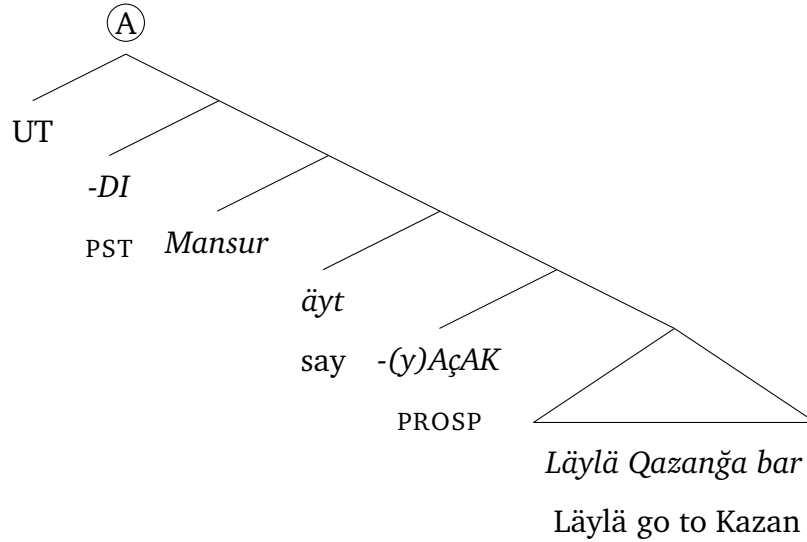 A
UT
-DI
PST
Mansur
äyt
say
-(y)AçAK
PROSP
Läylä Qazanğa bar
Läylä go to Kazan